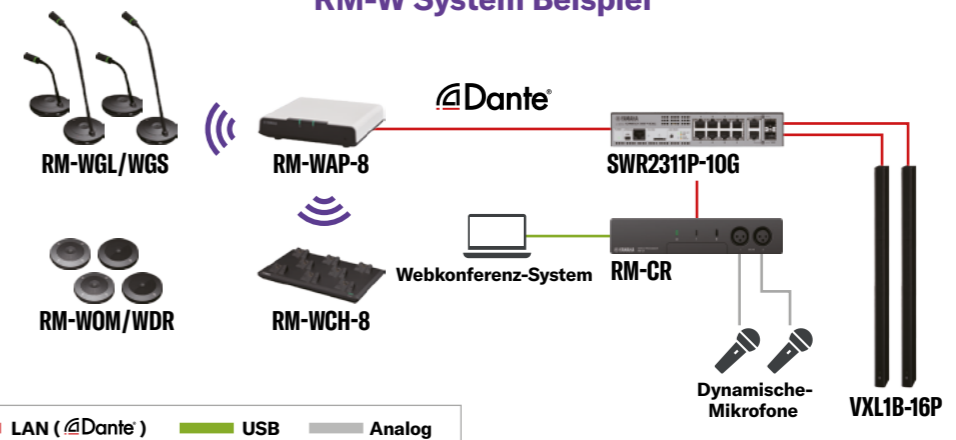 RM-W System Beispiel
Dante®
RM-WGL/WGS
RM-WAP-8
SWR2311P-10G
Webkonferenz-System
RM-CR
RM-WOM/WDR
RM-WCH-8
Dynamische-
Mikrofone
VXL1B-16P
LAN ( Dante® )
USB
Analog